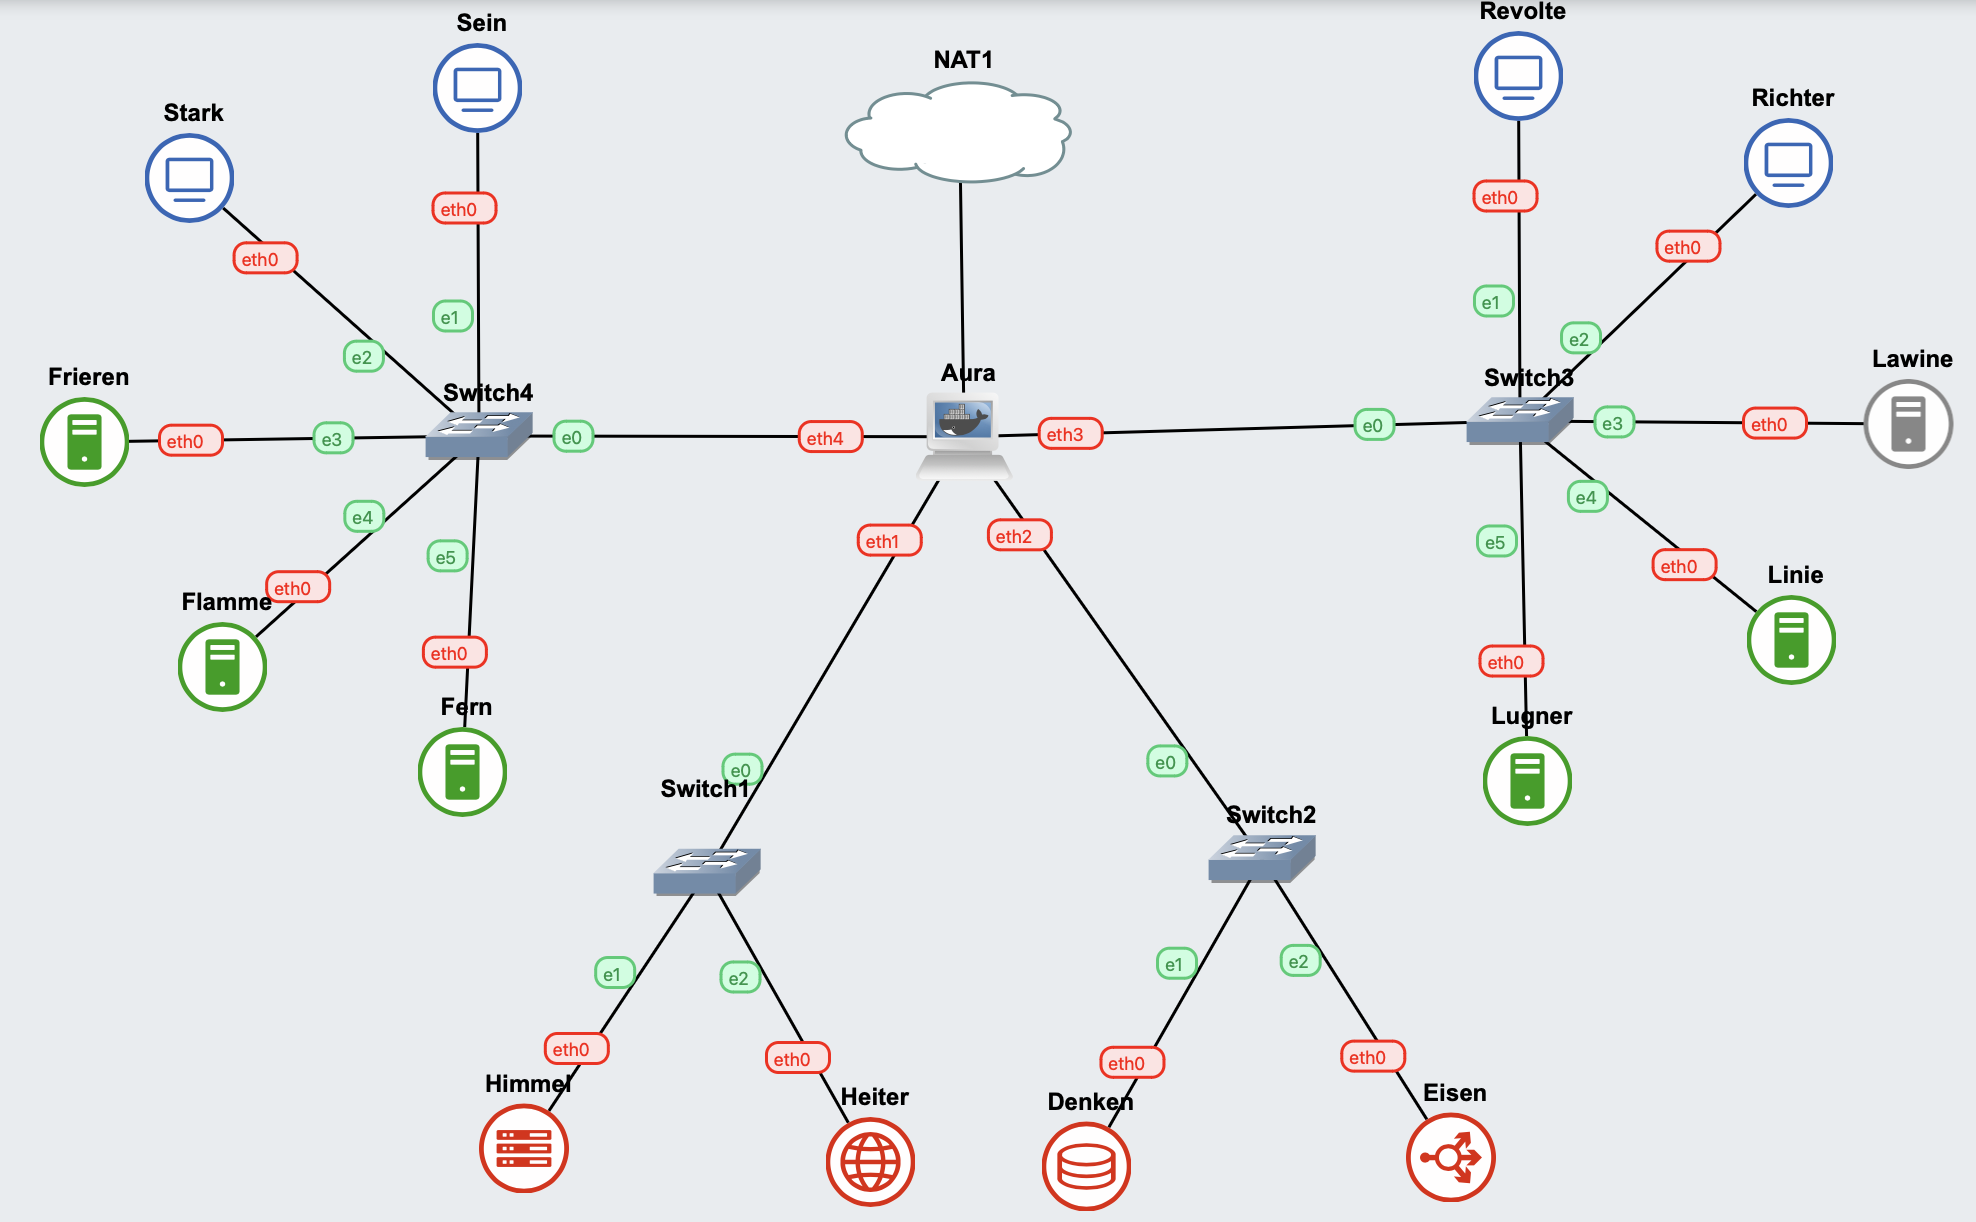 Revolte
Sein
NAT1
Richter
Stark
eth0
eth0
eth0
eth0
e1
e1
e2
e2
Lawine
Aura
Frieren
Switch3
Switch4
eth0
e3
e0
eth4
eth3
e0
e3
eth0
e4
e4
eth1
eth2
e5
e5
eth0
Linie
eth0
Flamme
eth0
eth0
Fern
Lugner
e0
e0
Switch1
Switch2
e1
e2
e1
e2
eth0
eth0
eth0
eth0
Himmel
Heiter
Denken
Eisen